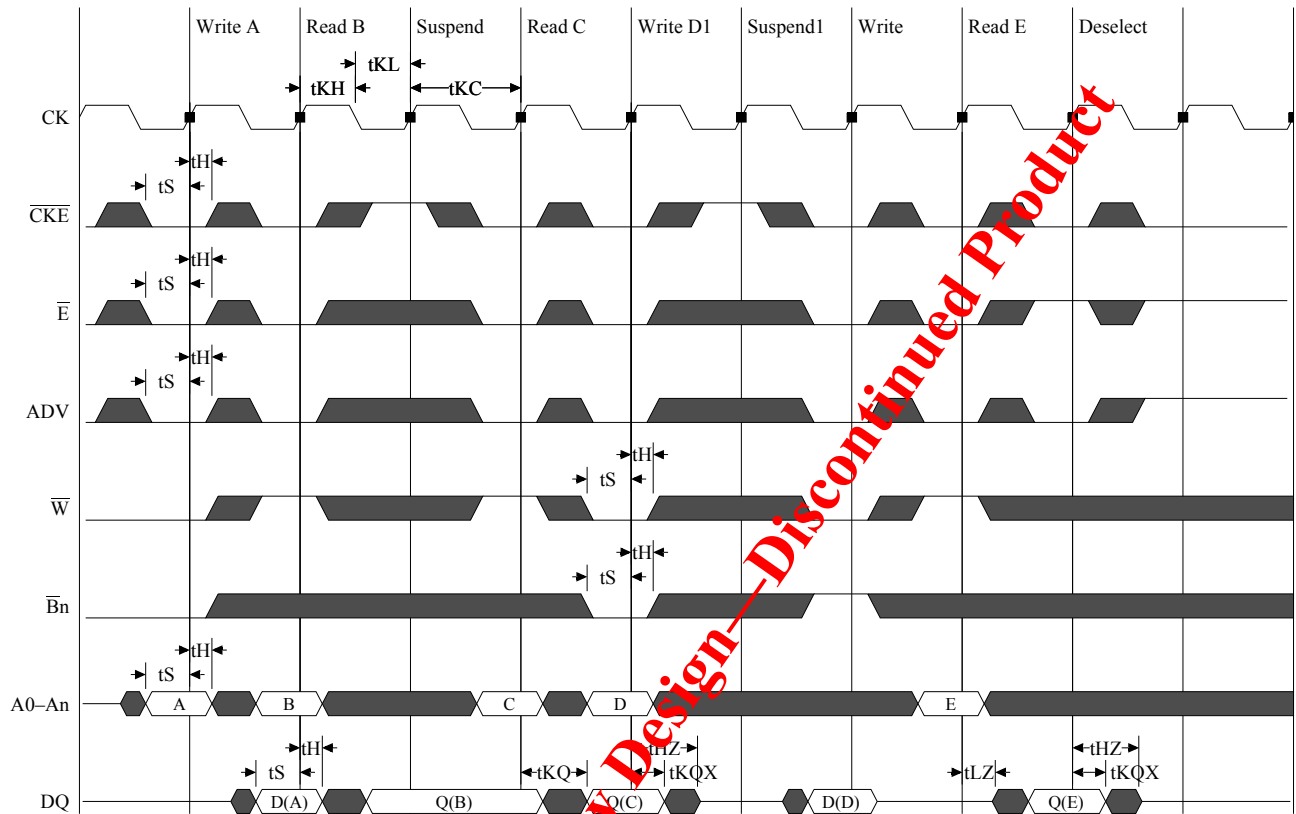 Write A Read B Suspend Read C Write D1 Suspend1 Write Read E Deselect
tKL
tKH tKC
CK
tH
tS
CKE
tH
tS
E
tH
tS
ADV
tH
tS
W
tH
tS
Bn
tH
tS
A0–An A B C D E
tH tHZ tHZ
tS tKQ tKQX tLZ tKQX
DQ D(A) Q(B) Q(C) D(D) Q(E)
Design—Discontinued Product